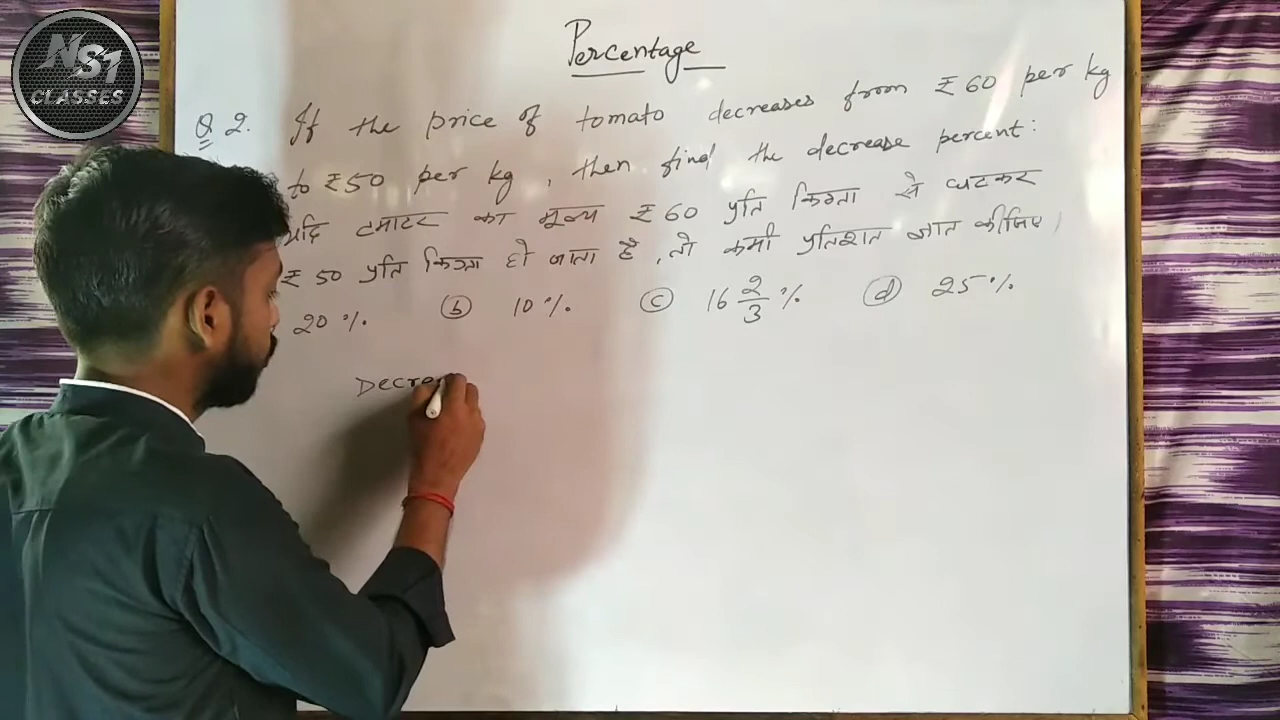 NS1
CLASSES
Percentage
Q 2. If the price of tomato decreases from ₹60 per kg
to ₹50 per kg, then find the decrease percent:
यदि टमाटर का मूल्य ₹60 प्रति किग्रा से घटकर
₹50 प्रति किग्रा हो जाता है, तो कमी प्रतिशत ज्ञात कीजिए।
20% (b) 10% (c) 16 2/3 % (d) 25%